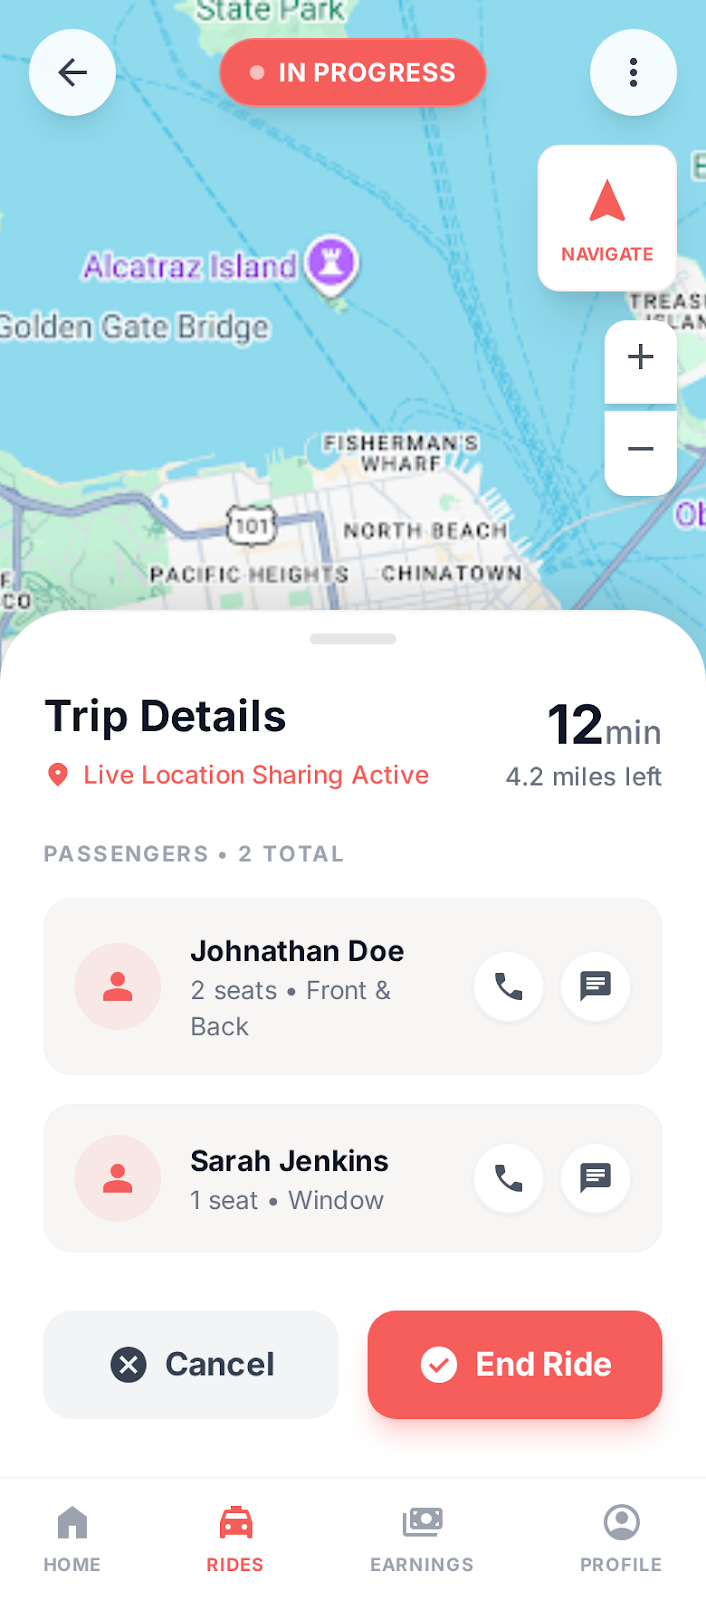 State Park
IN PROGRESS
NAVIGATE
Alcatraz Island
Golden Gate Bridge
FISHERMAN'S
WHARF
101
NORTH BEACH
PACIFIC HEIGHTS
CHINATOWN
Trip Details
12min
Live Location Sharing Active
4.2 miles left
PASSENGERS • 2 TOTAL
Johnathan Doe
2 seats • Front &
Back
Sarah Jenkins
1 seat • Window
Cancel
End Ride
HOME
RIDES
EARNINGS
PROFILE